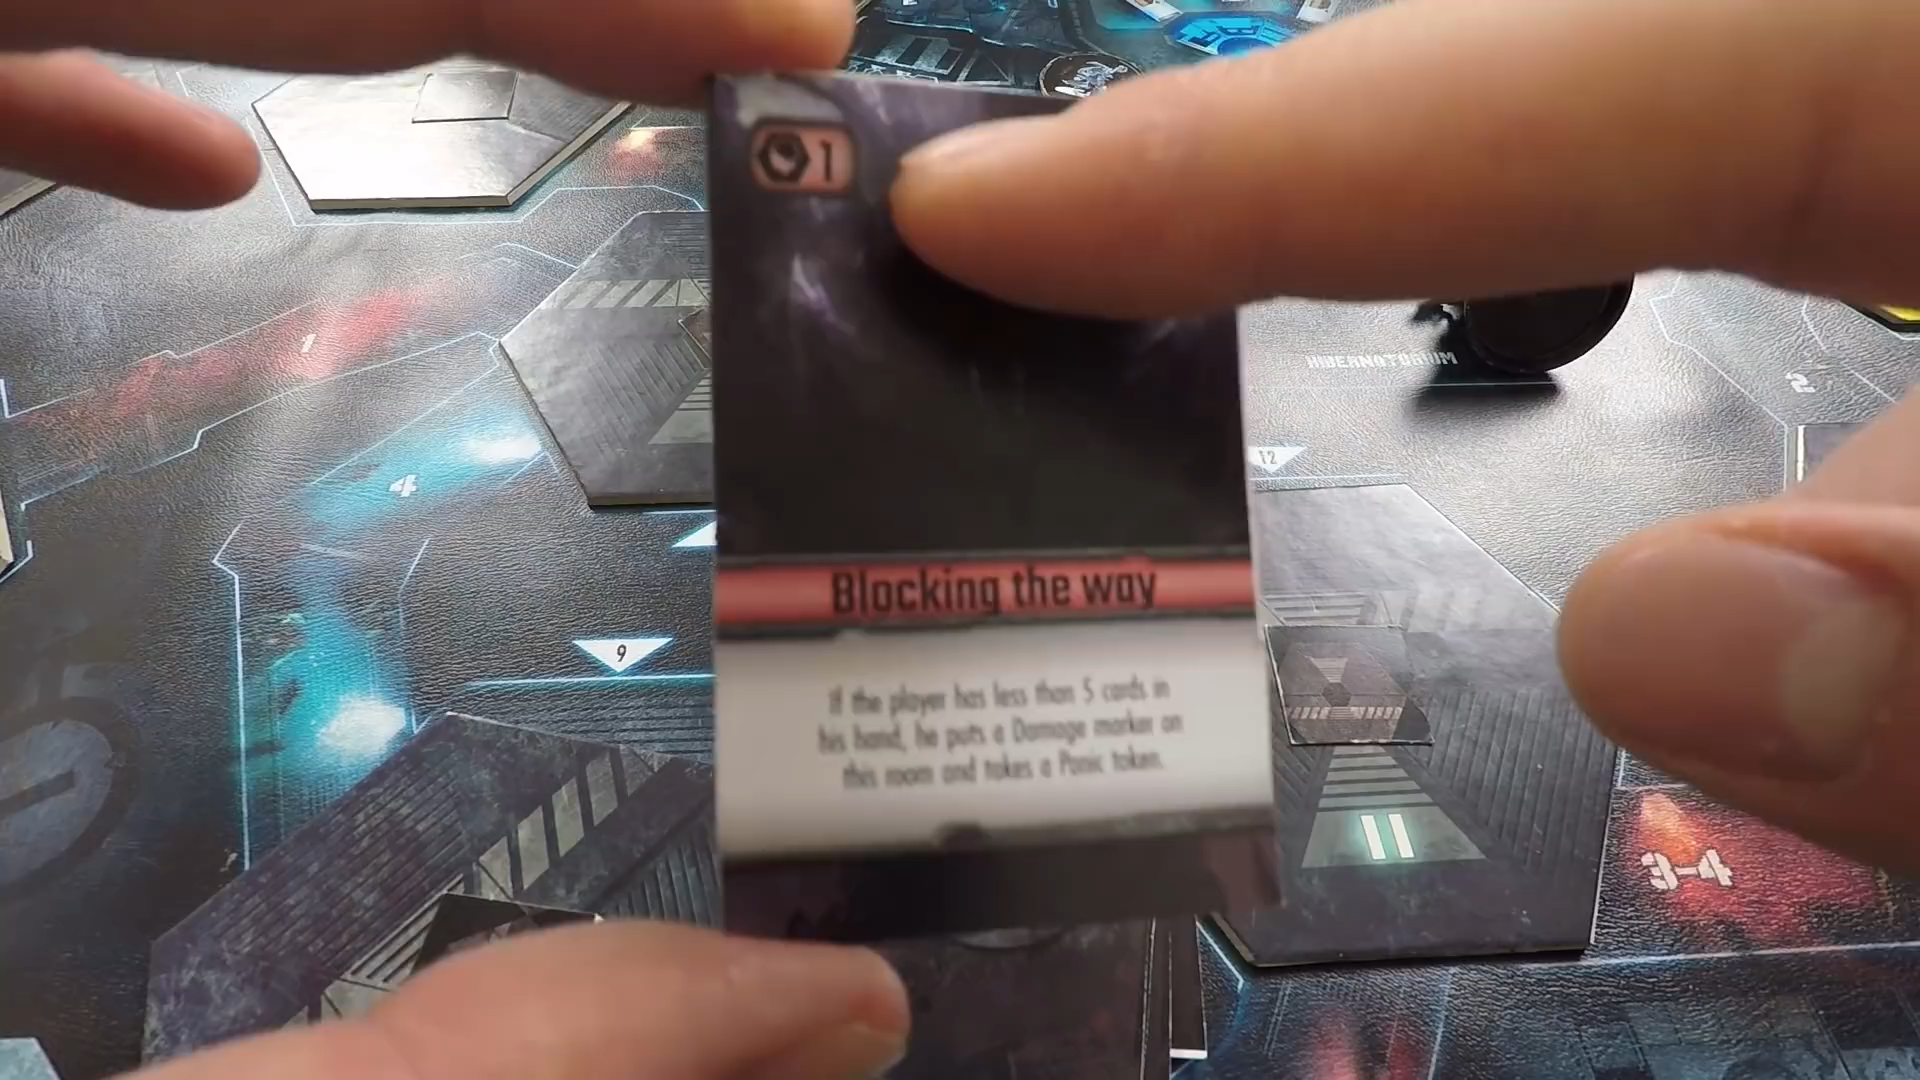 1
HIBERNATORIUM
1
2
12
4
Blocking the way
9
If the player has less than 5 cards in
his hand, he puts a Damage marker on
this room and takes a Panic token.
II
3-4